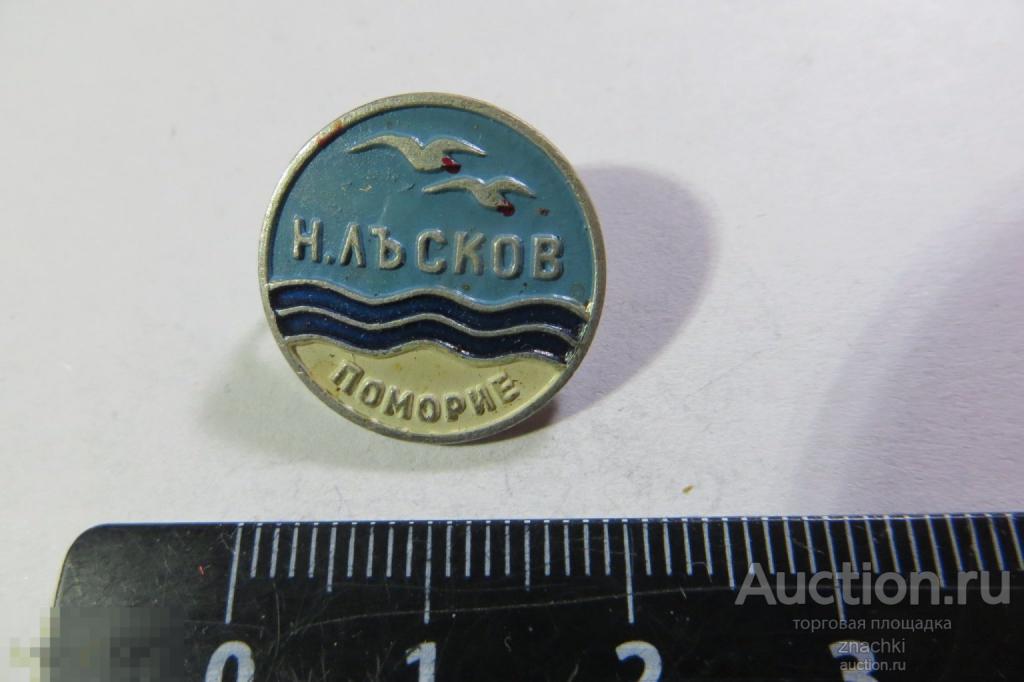 Н.ЛЪСКОВ
ПОМОРИЕ
0 1 2 3
Auction.ru
торговая площадка
znachki
auction.ru